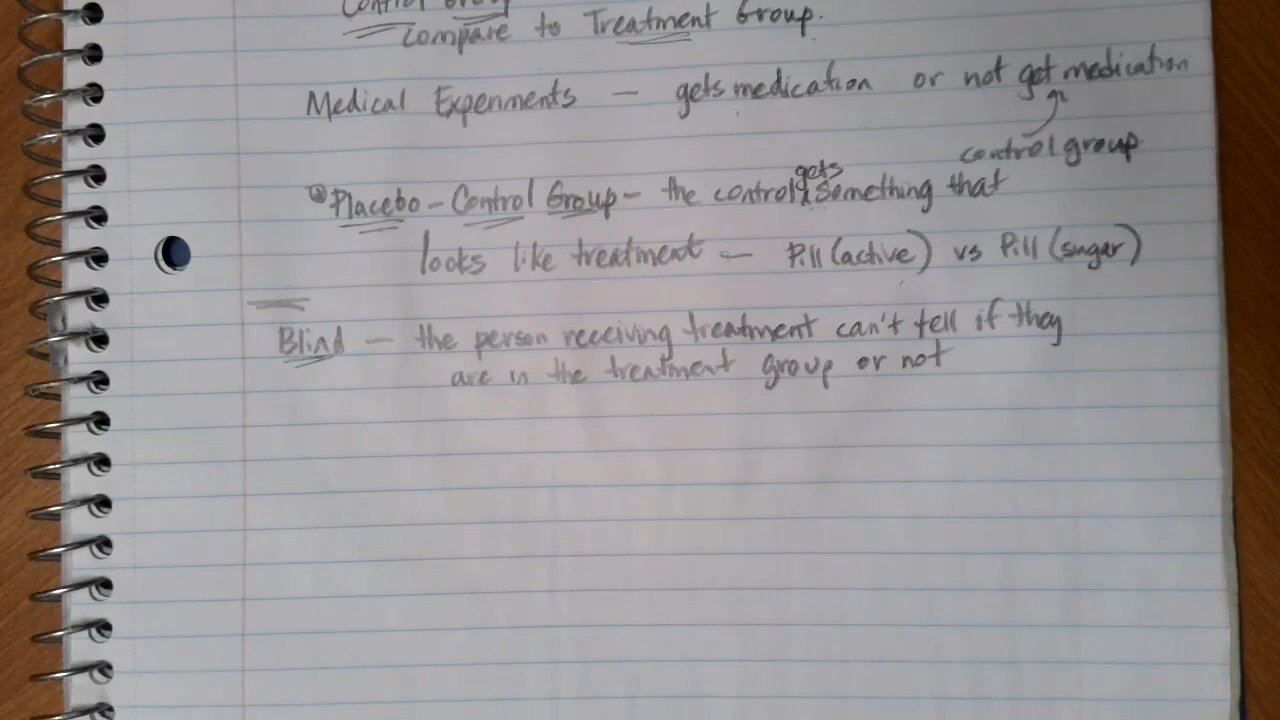 Control Group
compare to Treatment Group.
Medical Experiments – gets medication or not get medication
control group
gets
Placebo-Control Group – the control ^ something that
looks like treatment – Pill (active) vs Pill (sugar)
Blind – the person receiving treatment can't tell if they
are in the treatment group or not